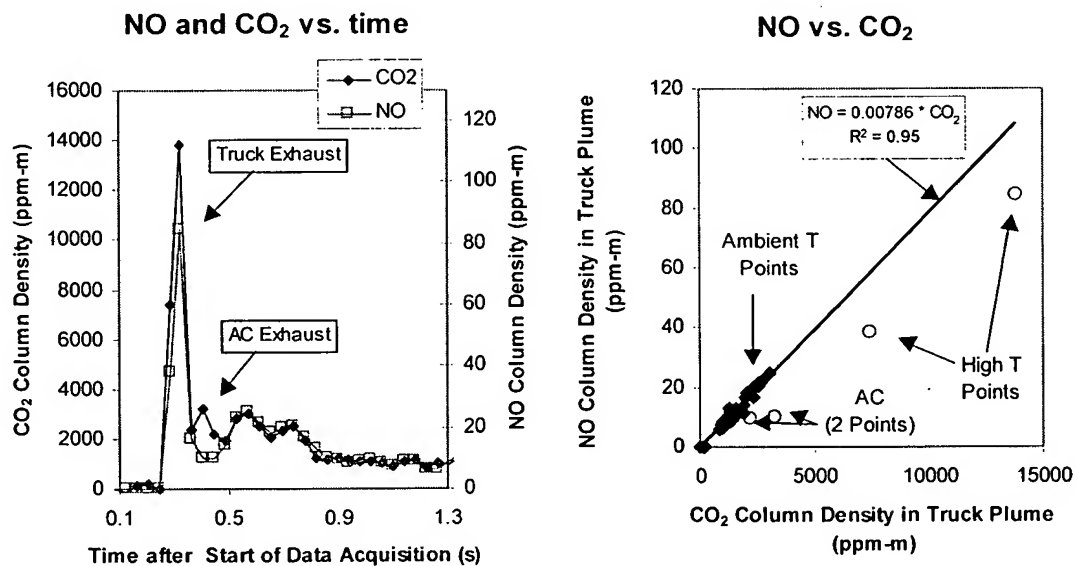 NO and CO₂ vs. time
CO2
NO
16000
14000
12000
10000
8000
6000
4000
2000
0
CO₂ Column Density (ppm-m)
Truck Exhaust
AC Exhaust
120
100
80
60
40
20
0
NO Column Density (ppm-m)
0.1
0.5
0.9
1.3
Time after Start of Data Acquisition (s)
NO vs. CO₂
120
100
80
60
40
20
0
NO Column Density in Truck Plume
(ppm-m)
NO = 0.00786 * CO₂
R² = 0.95
Ambient T
Points
High T
Points
AC
(2 Points)
0
5000
10000
15000
CO₂ Column Density in Truck Plume
(ppm-m)